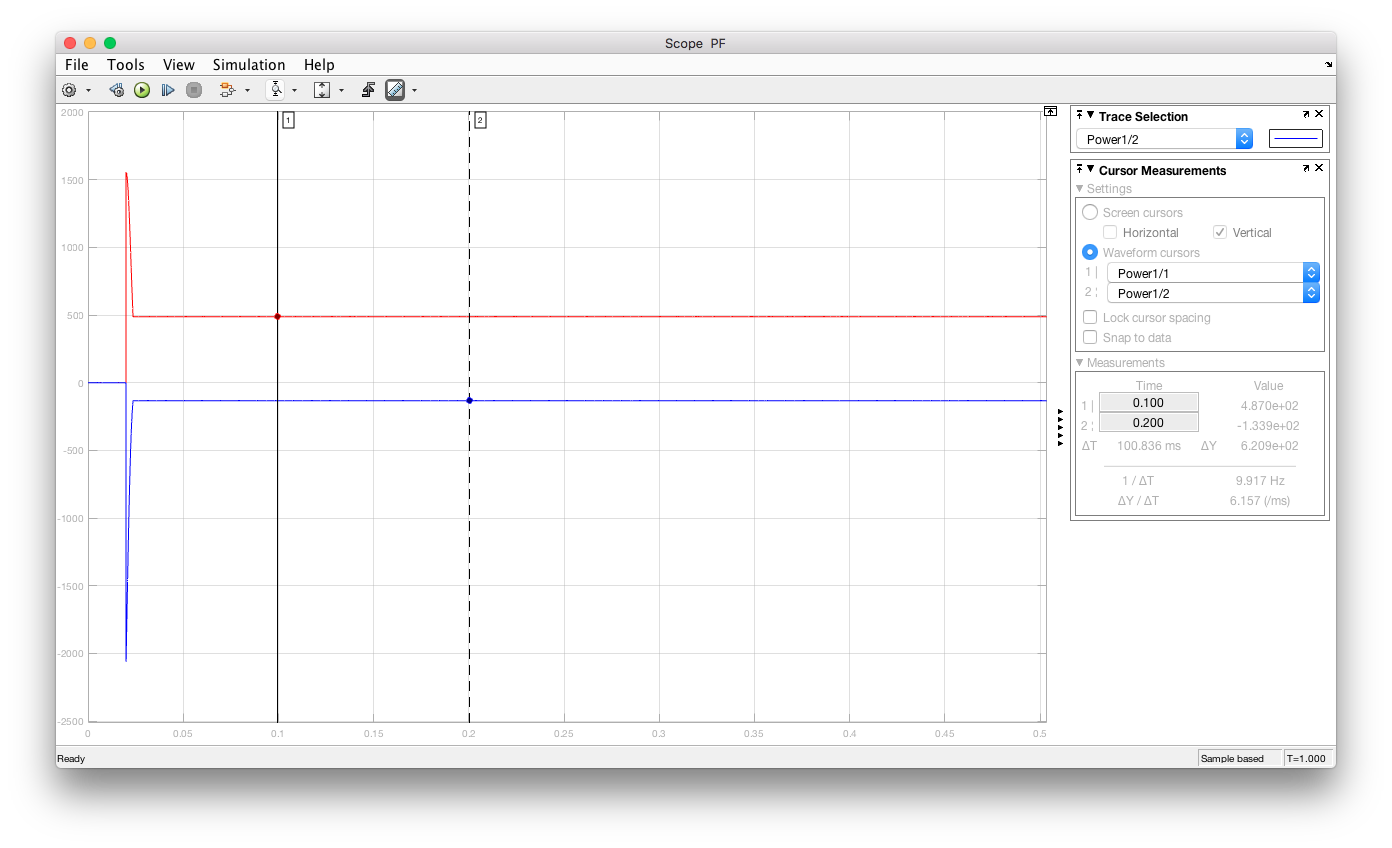 Scope PF
File Tools View Simulation Help
2000
1500
1000
500
0
-500
-1000
-1500
-2000
-2500
0 0.05 0.1 0.15 0.2 0.25 0.3 0.35 0.4 0.45 0.5
1
2
Trace Selection
Power1/2
Cursor Measurements
Settings
Screen cursors
Horizontal Vertical
Waveform cursors
1 | Power1/1
2 ¦ Power1/2
Lock cursor spacing
Snap to data
Measurements
Time Value
1 | 0.100 4.870e+02
2 ¦ 0.200 -1.339e+02
ΔT 100.836 ms ΔY 6.209e+02
1 / ΔT 9.917 Hz
ΔY / ΔT 6.157 (/ms)
Ready
Sample based T=1.000